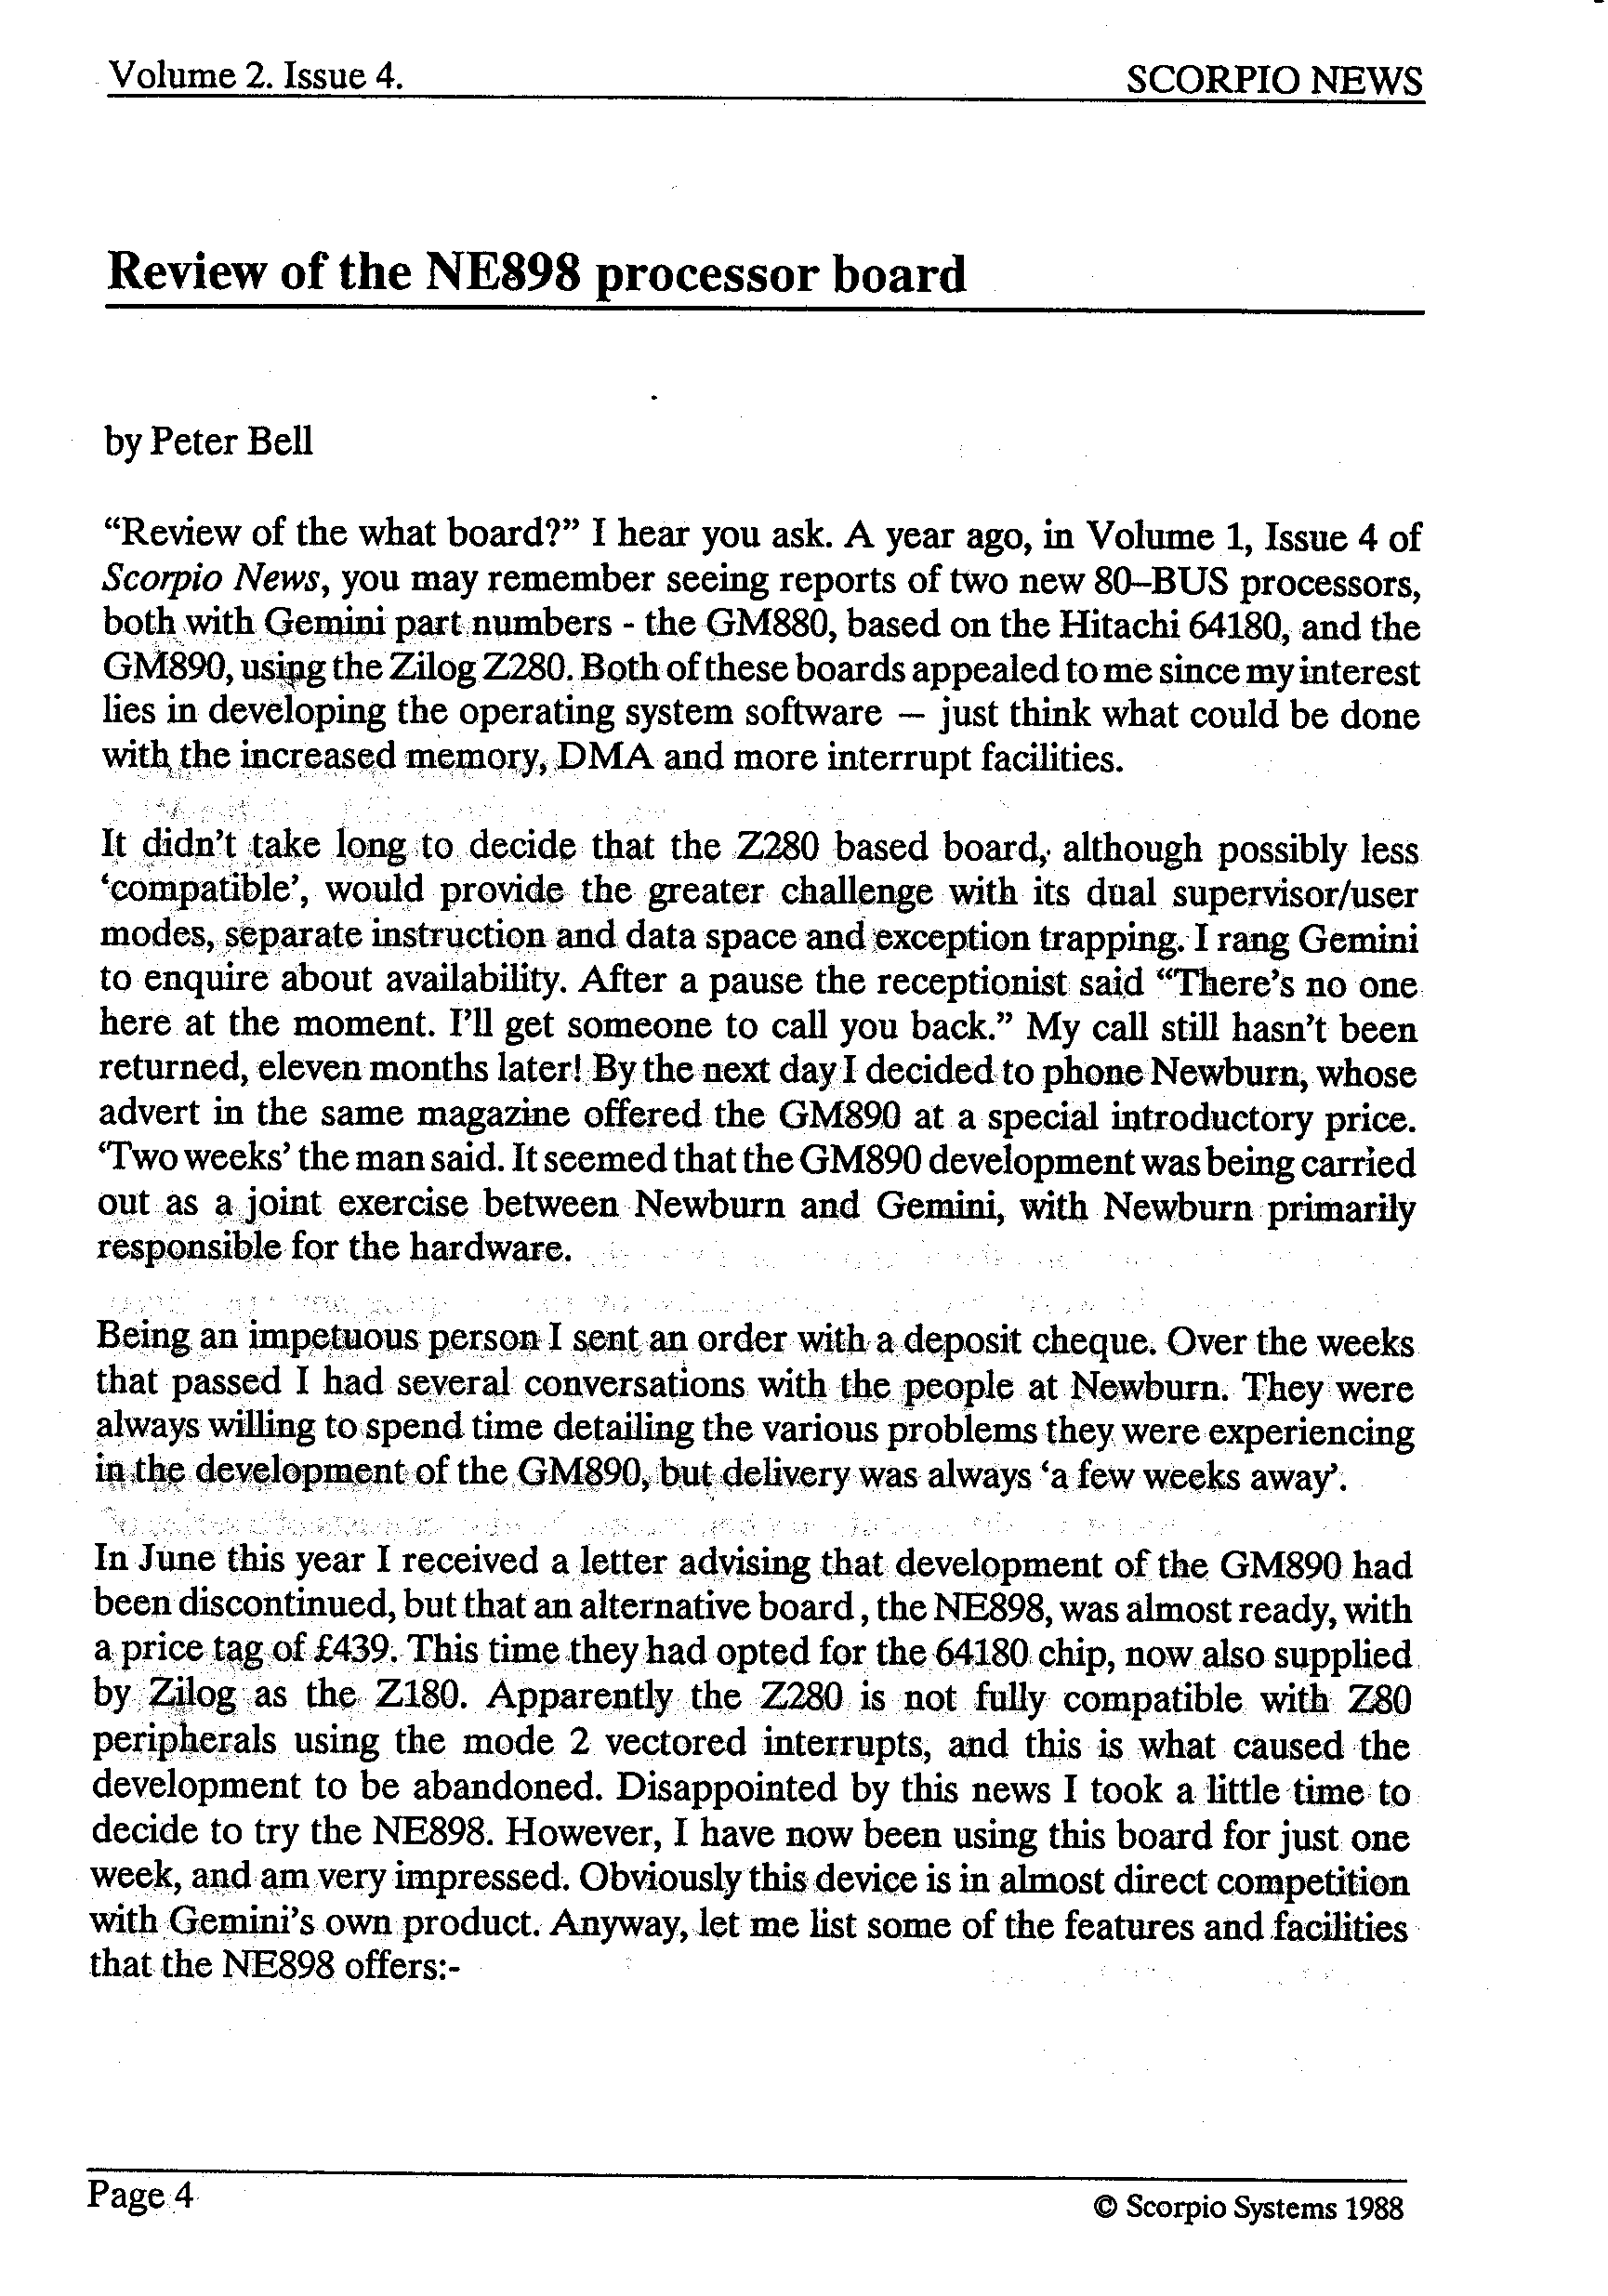 Volume 2. Issue 4.
SCORPIO NEWS
Review of the NE898 processor board
by Peter Bell
“Review of the what board?” I hear you ask. A year ago, in Volume 1, Issue 4 of
Scorpio News, you may remember seeing reports of two new 80–BUS processors,
both with Gemini part numbers - the GM880, based on the Hitachi 64180, and the
GM890, using the Zilog Z280. Both of these boards appealed to me since my interest
lies in developing the operating system software — just think what could be done
with the increased memory, DMA and more interrupt facilities.
It didn’t take long to decide that the Z280 based board, although possibly less
‘compatible’, would provide the greater challenge with its dual supervisor/user
modes, separate instruction and data space and exception trapping. I rang Gemini
to enquire about availability. After a pause the receptionist said “There’s no one
here at the moment. I’ll get someone to call you back.” My call still hasn’t been
returned, eleven months later! By the next day I decided to phone Newburn, whose
advert in the same magazine offered the GM890 at a special introductory price.
‘Two weeks’ the man said. It seemed that the GM890 development was being carried
out as a joint exercise between Newburn and Gemini, with Newburn primarily
responsible for the hardware.
Being an impetuous person I sent an order with a deposit cheque. Over the weeks
that passed I had several conversations with the people at Newburn. They were
always willing to spend time detailing the various problems they were experiencing
in the development of the GM890, but delivery was always ‘a few weeks away’.
In June this year I received a letter advising that development of the GM890 had
been discontinued, but that an alternative board , the NE898, was almost ready, with
a price tag of £439. This time they had opted for the 64180 chip, now also supplied
by Zilog as the Z180. Apparently the Z280 is not fully compatible with Z80
peripherals using the mode 2 vectored interrupts, and this is what caused the
development to be abandoned. Disappointed by this news I took a little time to
decide to try the NE898. However, I have now been using this board for just one
week, and am very impressed. Obviously this device is in almost direct competition
with Gemini’s own product. Anyway, let me list some of the features and facilities
that the NE898 offers:-
Page 4
© Scorpio Systems 1988